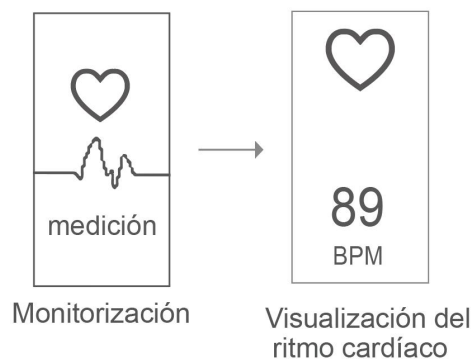 medición
Monitorización
89
BPM
Visualización del
ritmo cardíaco